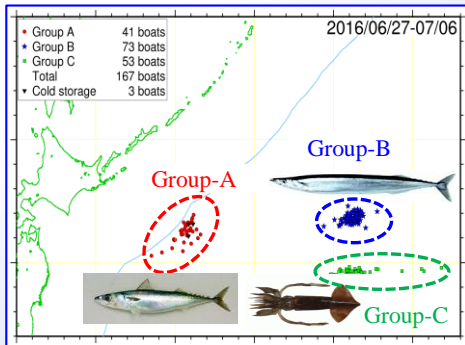 2016/06/27-07/06
Group A 41 boats
Group B 73 boats
Group C 53 boats
Total 167 boats
Cold storage 3 boats
Group-B
Group-A
Group-C